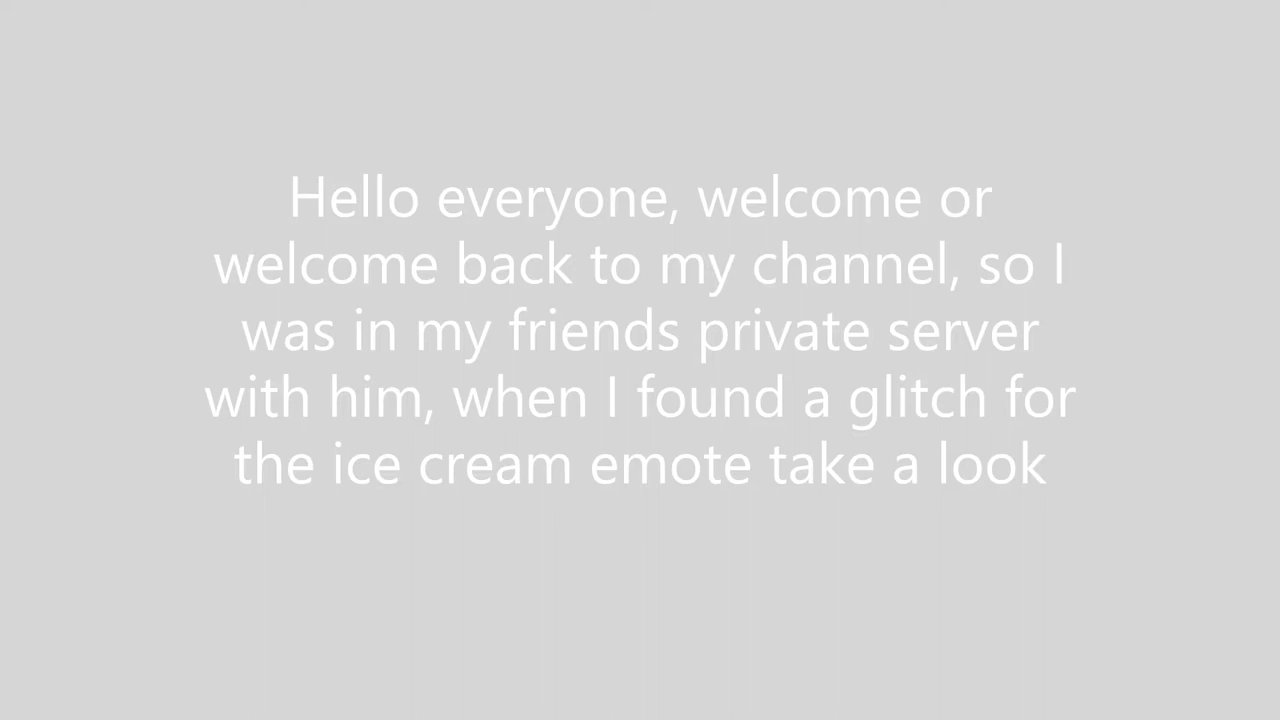 Hello everyone, welcome or
welcome back to my channel, so I
was in my friends private server
with him, when I found a glitch for
the ice cream emote take a look